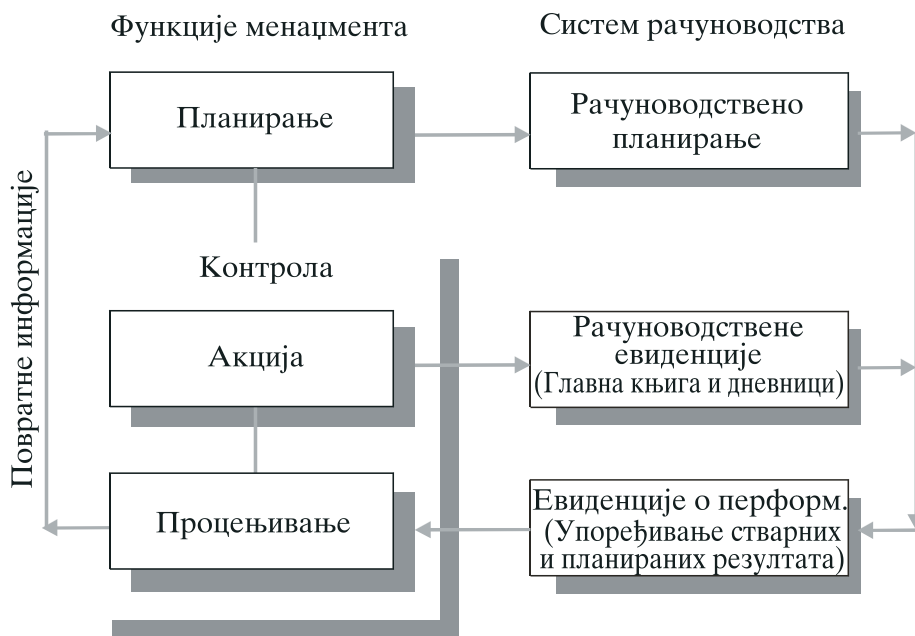 Функције менаџмента
Систем рачуноводства
Планирање
Рачуноводствено
планирање
Повратне информације
Контрола
Акција
Рачуноводствене
евиденције
(Главна књига и дневници)
Процењивање
Евиденције о перформ.
(Упоређивање стварних
и планираних резултата)